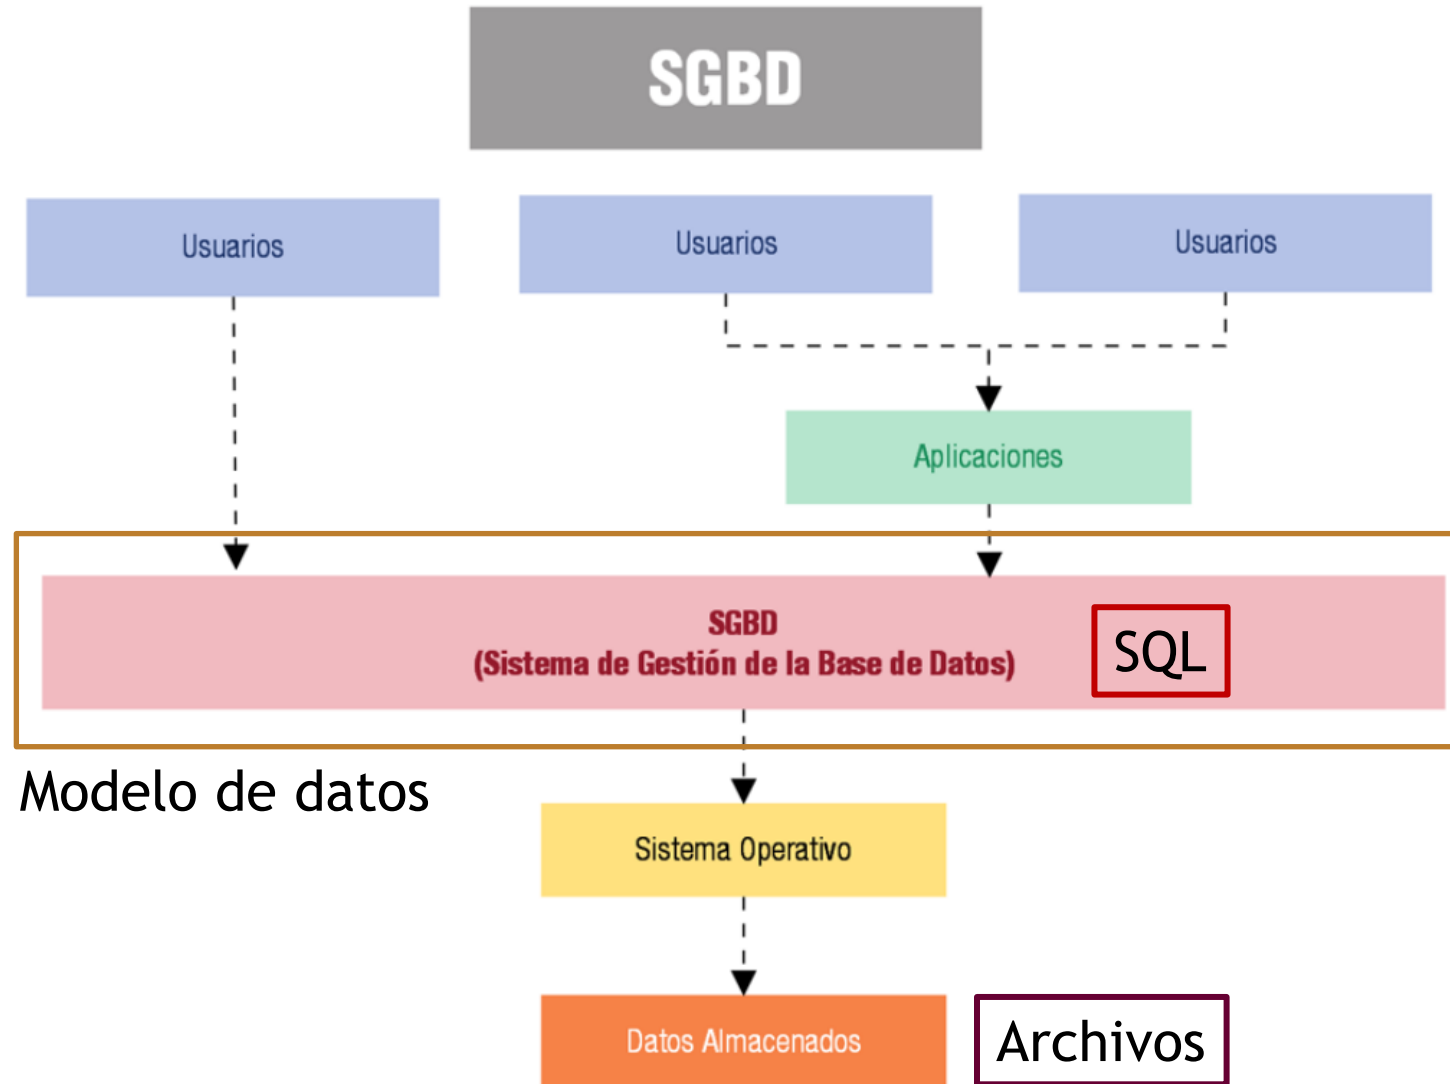 SGBD
Usuarios
Usuarios
Usuarios
Aplicaciones
SGBD
(Sistema de Gestión de la Base de Datos)
SQL
Modelo de datos
Sistema Operativo
Datos Almacenados
Archivos